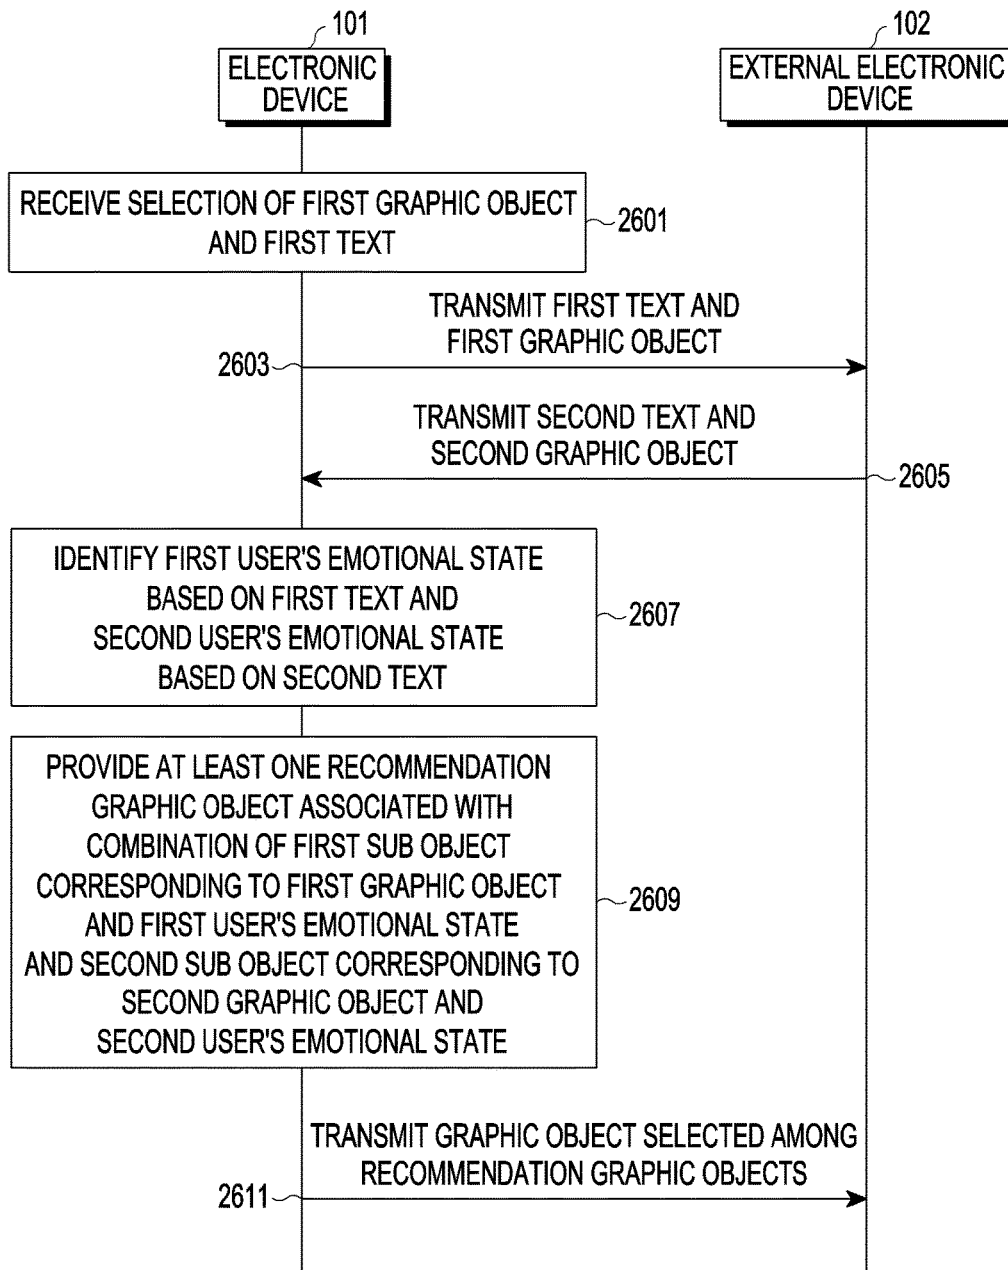 101
102
ELECTRONIC
DEVICE
EXTERNAL ELECTRONIC
DEVICE
RECEIVE SELECTION OF FIRST GRAPHIC OBJECT
AND FIRST TEXT
2601
TRANSMIT FIRST TEXT AND
FIRST GRAPHIC OBJECT
2603
TRANSMIT SECOND TEXT AND
SECOND GRAPHIC OBJECT
2605
IDENTIFY FIRST USER'S EMOTIONAL STATE
BASED ON FIRST TEXT AND
SECOND USER'S EMOTIONAL STATE
BASED ON SECOND TEXT
2607
PROVIDE AT LEAST ONE RECOMMENDATION
GRAPHIC OBJECT ASSOCIATED WITH
COMBINATION OF FIRST SUB OBJECT
CORRESPONDING TO FIRST GRAPHIC OBJECT
AND FIRST USER'S EMOTIONAL STATE
AND SECOND SUB OBJECT CORRESPONDING TO
SECOND GRAPHIC OBJECT AND
SECOND USER'S EMOTIONAL STATE
2609
TRANSMIT GRAPHIC OBJECT SELECTED AMONG
RECOMMENDATION GRAPHIC OBJECTS
2611